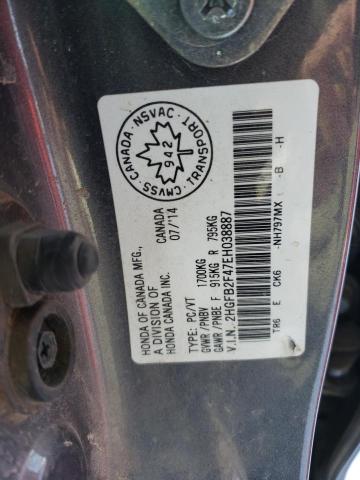 HONDA OF CANADA MFG.,
A DIVISION OF
HONDA CANADA INC.
CANADA
07/'14
TYPE: PC/VT
GVWR/PNBV 1700KG
GAWR/PNBE F 915KG R 795KG
V.I.N. 2HGFB2F47EH038887
TR6 E CK6 -NH797MX -B -H
CMVSS·CANADA·NSVAC·TRANSPORT
942